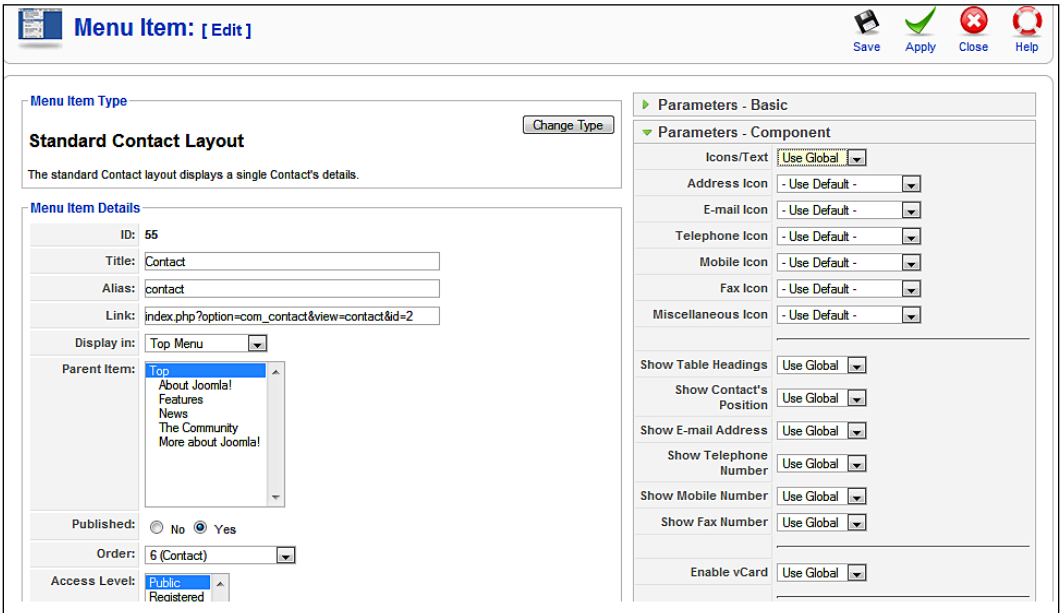 Menu Item: [ Edit ]
Save Apply Close Help
Menu Item Type
Change Type
Standard Contact Layout
The standard Contact layout displays a single Contact's details.
Menu Item Details
ID: 55
Title: Contact
Alias: contact
Link: index.php?option=com_contact&view=contact&id=2
Display in: Top Menu
Parent Item: Top
About Joomla!
Features
News
The Community
More about Joomla!
Published: No Yes
Order: 6 (Contact)
Access Level: Public
Registered
Parameters - Basic
Parameters - Component
Icons/Text Use Global
Address Icon - Use Default -
E-mail Icon - Use Default -
Telephone Icon - Use Default -
Mobile Icon - Use Default -
Fax Icon - Use Default -
Miscellaneous Icon - Use Default -
Show Table Headings Use Global
Show Contact's
Position Use Global
Show E-mail Address Use Global
Show Telephone
Number Use Global
Show Mobile Number Use Global
Show Fax Number Use Global
Enable vCard Use Global